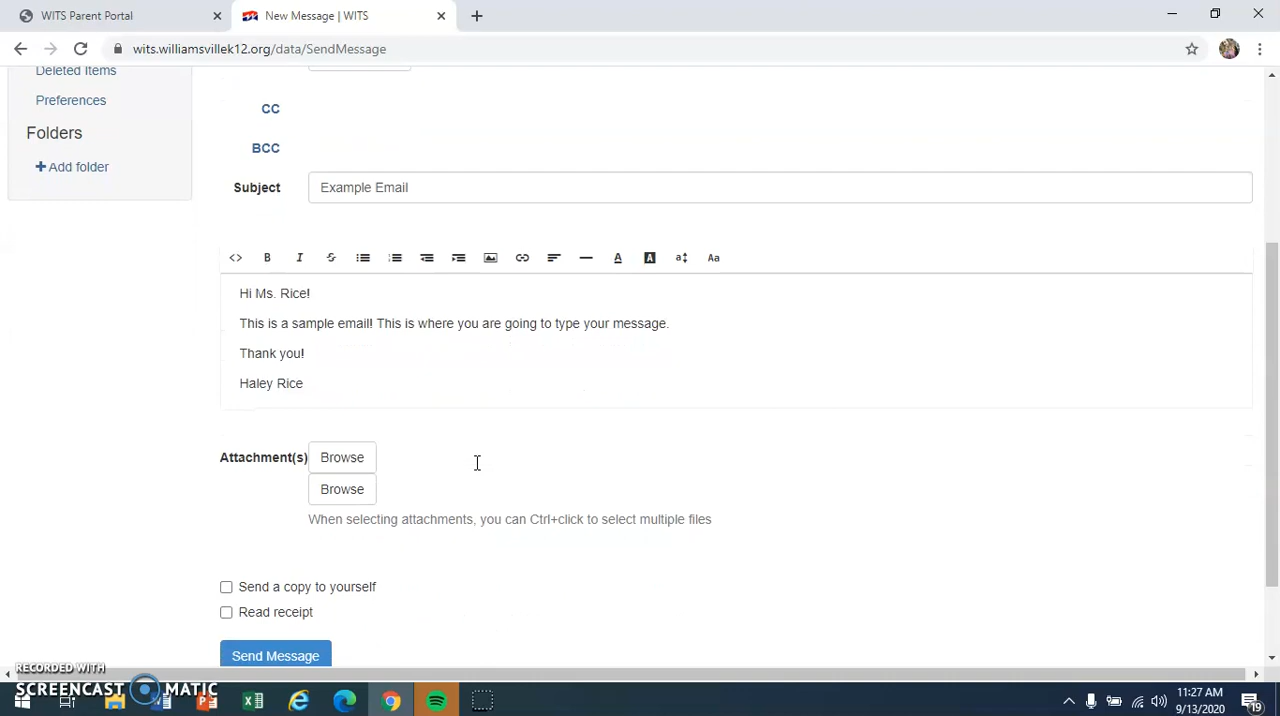 WITS Parent Portal
New Message | WITS
wits.williamsvillek12.org/data/SendMessage
Deleted Items
Preferences
Folders
Add folder
CC
BCC
Subject
Example Email
<> B I S A A Aa
Hi Ms. Rice!
This is a sample email! This is where you are going to type your message.
Thank you!
Haley Rice
Attachment(s)
Browse
Browse
When selecting attachments, you can Ctrl+click to select multiple files
Send a copy to yourself
Read receipt
Send Message
RECORDED WITH
SCREENCAST MATIC
11:27 AM
9/13/2020
19